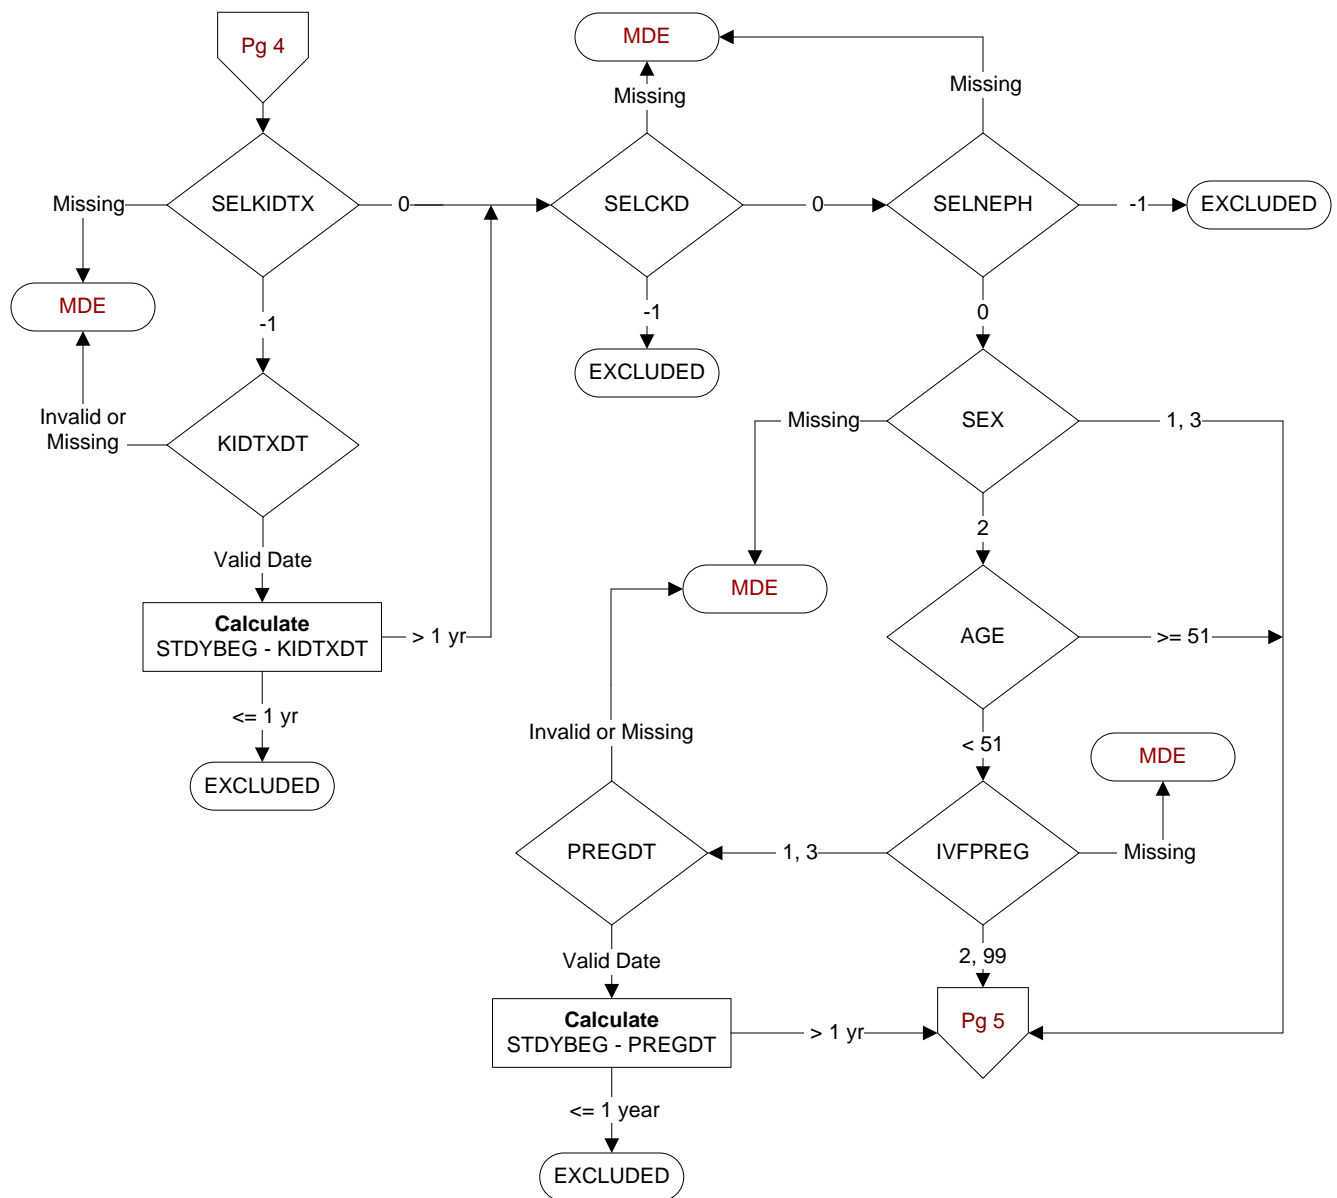 Pg 4
MDE
Missing
Missing
Missing
SELKIDTX
0
SELCKD
0
SELNEPH
-1
EXCLUDED
MDE
-1
-1
0
EXCLUDED
Invalid or
Missing
KIDTXDT
Missing
SEX
1, 3
2
Valid Date
MDE
Calculate
STDYBEG - KIDTXDT
> 1 yr
AGE
>= 51
<= 1 yr
Invalid or Missing
< 51
MDE
EXCLUDED
PREGDT
1, 3
IVFPREG
Missing
Valid Date
2, 99
Calculate
STDYBEG - PREGDT
> 1 yr
Pg 5
<= 1 year
EXCLUDED